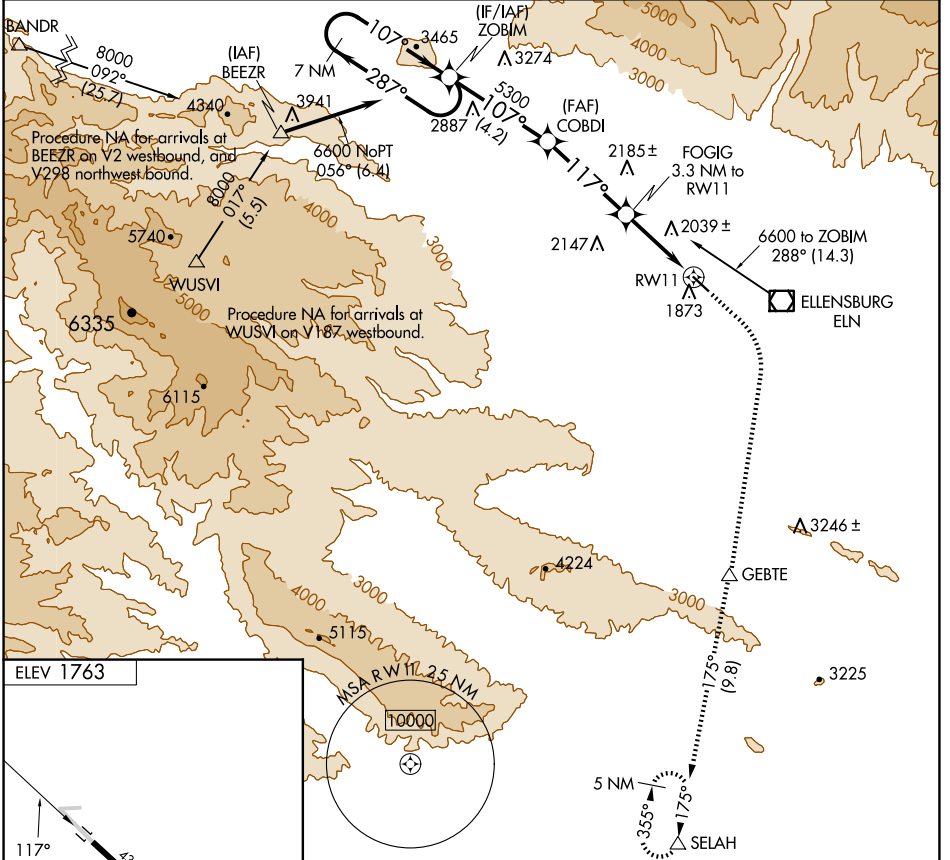 BANDR
8000
092°
(25.7)
(IAF)
BEEZR
7 NM
107°
287°
3465
(IF/IAF)
ZOBIM
3274
5000
4000
3000
4340
3941
2887
5300
107°
(4.2)
(FAF)
COBDI
Procedure NA for arrivals at
BEEZR on V2 westbound, and
V298 northwest bound.
6600 NoPT
056° (6.4)
8000
017°
(5.5)
4000
3000
2185 ±
117°
FOGIG
3.3 NM to
RW11
5740
WUSVI
2147
2039 ±
6600 to ZOBIM
288° (14.3)
RW11
1873
ELLENSBURG
ELN
5000
6335
Procedure NA for arrivals at
WUSVI on V187 westbound.
6115
3246 ±
4224
GEBTE
3000
4000
3000
5115
175°
(9.8)
3225
ELEV 1763
MSA RW11 25 NM
10000
5 NM
355°
175°
SELAH
117°